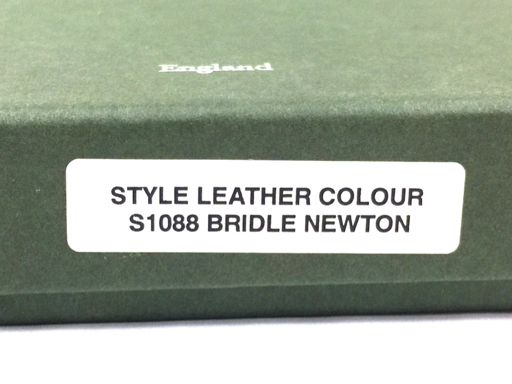 England
STYLE LEATHER COLOUR
S1088 BRIDLE NEWTON